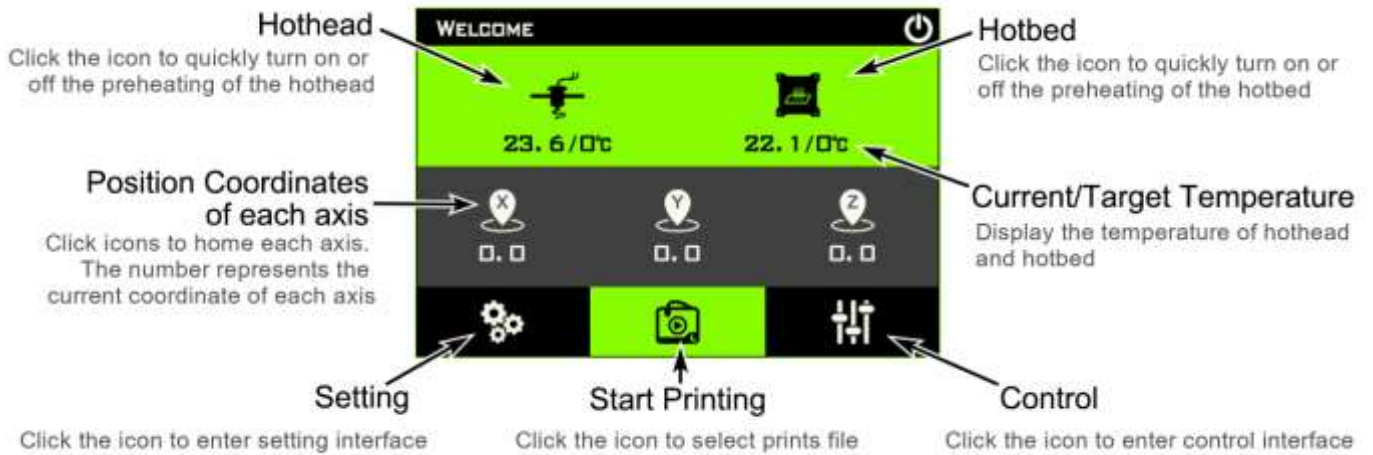 Hothead
Click the icon to quickly turn on or
off the preheating of the hothead
WELCOME
Hotbed
Click the icon to quickly turn on or
off the preheating of the hotbed
23.6/0℃
22.1/0℃
Position Coordinates
of each axis
Click icons to home each axis.
The number represents the
current coordinate of each axis
X
Y
Z
0.0
0.0
0.0
Current/Target Temperature
Display the temperature of hothead
and hotbed
Setting
Click the icon to enter setting interface
Start Printing
Click the icon to select prints file
Control
Click the icon to enter control interface